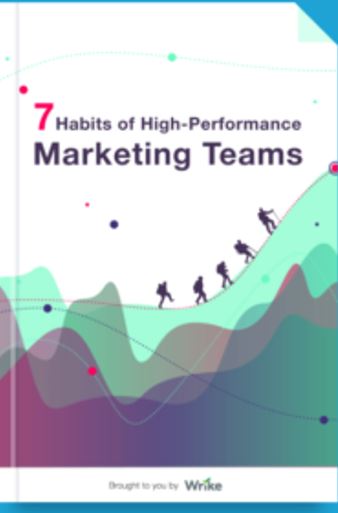 7 Habits of High-Performance
Marketing Teams
Brought to you by Wrike